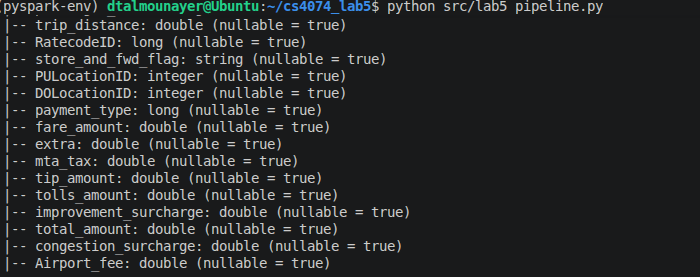 (pyspark-env) dtalmounayer@Ubuntu:~/cs4074_lab5$ python src/lab5 pipeline.py
|-- trip_distance: double (nullable = true)
|-- RatecodeID: long (nullable = true)
|-- store_and_fwd_flag: string (nullable = true)
|-- PULocationID: integer (nullable = true)
|-- DOLocationID: integer (nullable = true)
|-- payment_type: long (nullable = true)
|-- fare_amount: double (nullable = true)
|-- extra: double (nullable = true)
|-- mta_tax: double (nullable = true)
|-- tip_amount: double (nullable = true)
|-- tolls_amount: double (nullable = true)
|-- improvement_surcharge: double (nullable = true)
|-- total_amount: double (nullable = true)
|-- congestion_surcharge: double (nullable = true)
|-- Airport_fee: double (nullable = true)